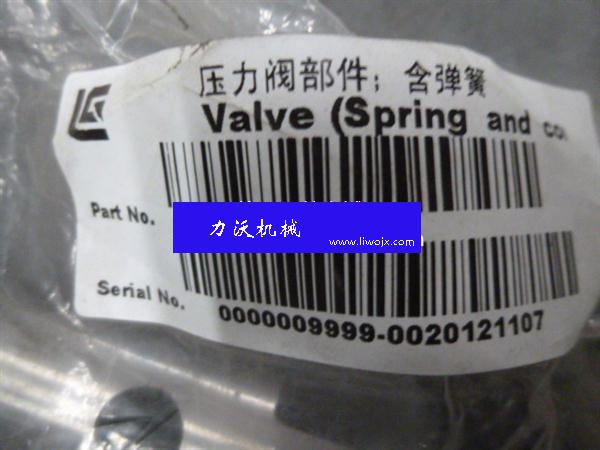 压力阀部件；含弹簧
Valve (Spring and
Part No.
力沃机械
www.liwojx.com
Serial No.
0000009999-0020121107